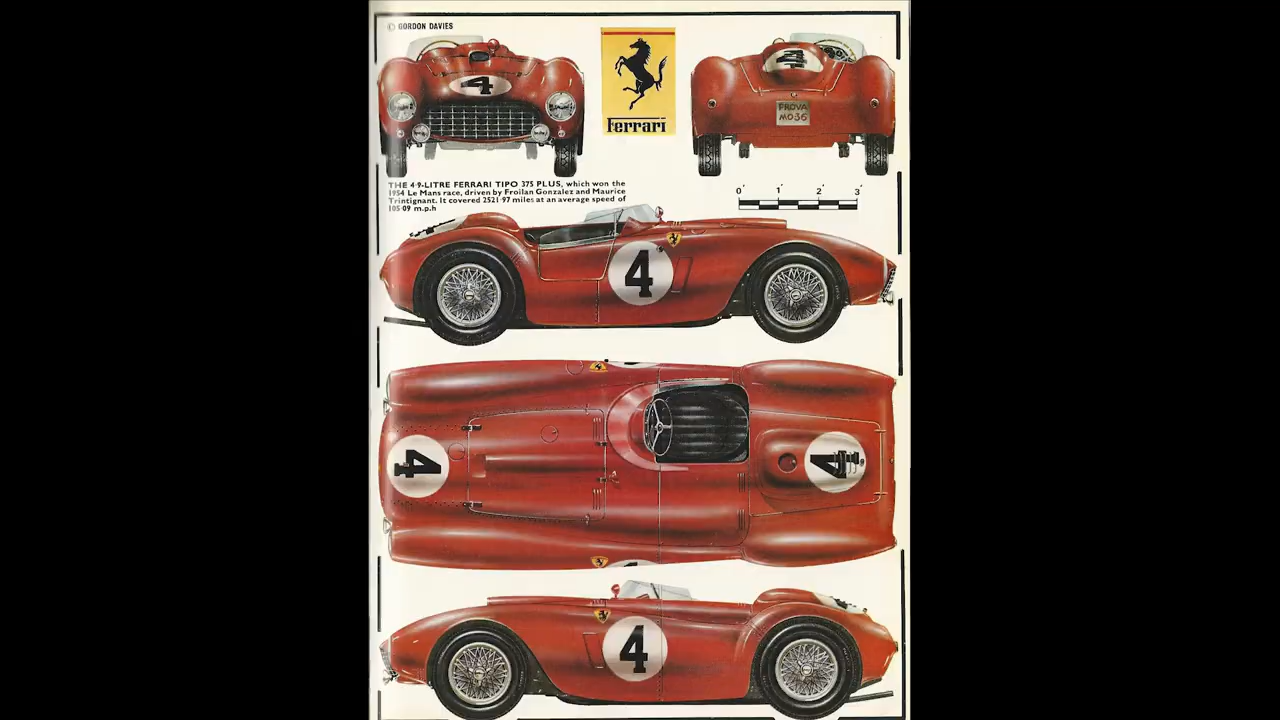 © GORDON DAVIES
4
4
PROVA
MO36
Ferrari
THE 4·9-LITRE FERRARI TIPO 375 PLUS, which won the
1954 Le Mans race, driven by Froilan Gonzalez and Maurice
Trintignant. It covered 2521·97 miles at an average speed of
105·09 m.p.h
0' 1 2 3'
4
4
4
4